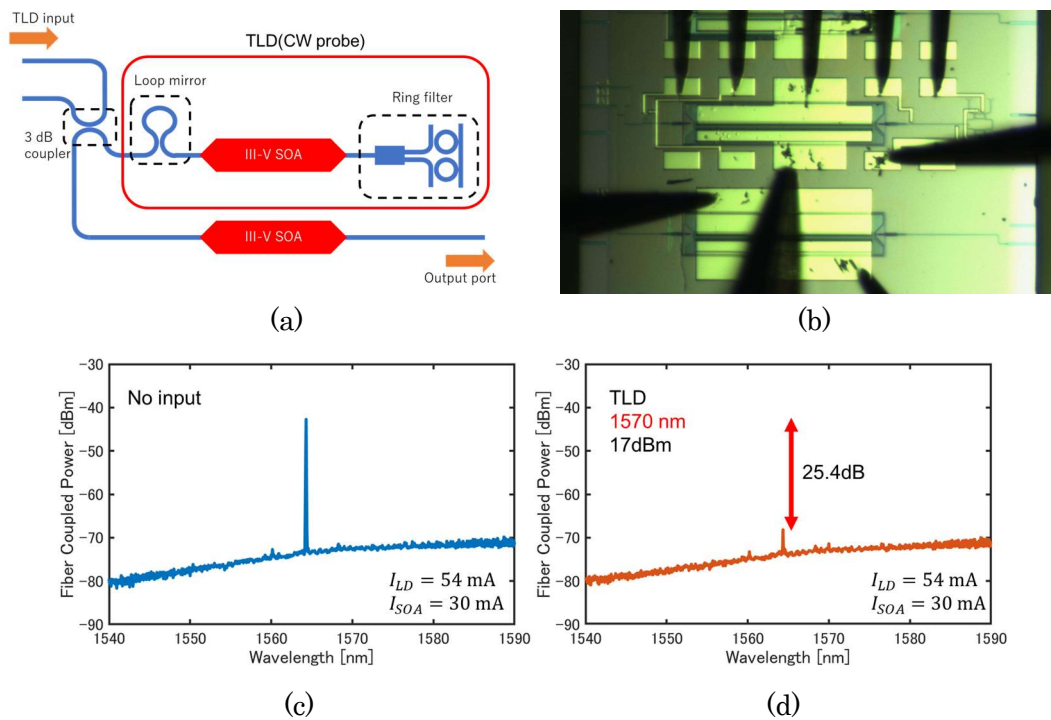 TLD input
TLD(CW probe)
Loop mirror
Ring filter
3 dB
coupler
III-V SOA
III-V SOA
Output port
(a)
(b)
-30
-40
-50
-60
-70
-80
-90
Fiber Coupled Power [dBm]
No input
I_LD = 54 mA
I_SOA = 30 mA
1540 1550 1560 1570 1580 1590
Wavelength [nm]
(c)
-30
-40
-50
-60
-70
-80
-90
Fiber Coupled Power [dBm]
TLD
1570 nm
17dBm
25.4dB
I_LD = 54 mA
I_SOA = 30 mA
1540 1550 1560 1570 1580 1590
Wavelength [nm]
(d)